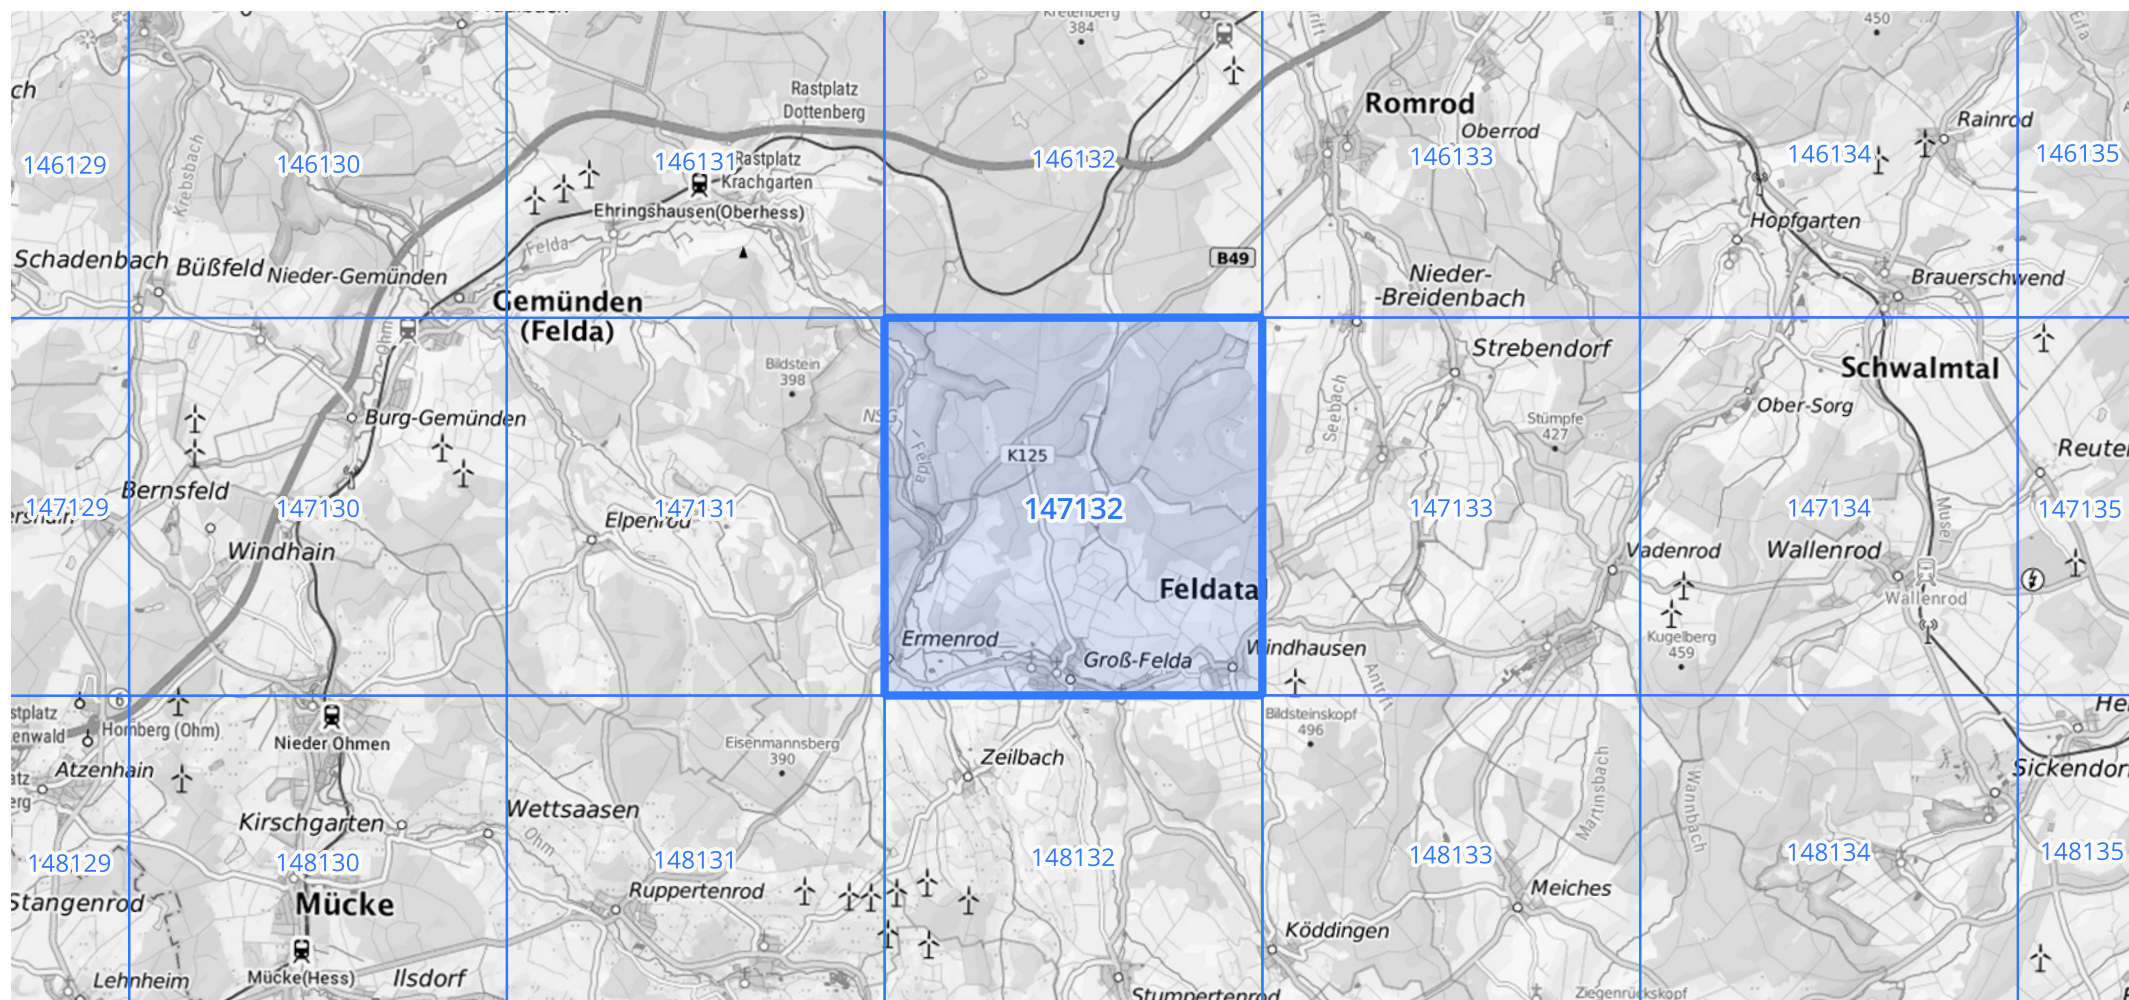 Kretenberg
384
450
Rastplatz
Dottenberg
Romrod
Oberrod
Rainrod
Krebsbach
146129
146130
146131
Rastplatz
Krachgarten
146132
146133
146134
146135
Ehringshausen(Oberhess)
Felda
Hopfgarten
Schadenbach
Büßfeld
Nieder-Gemünden
B49
Nieder-
-Breidenbach
Brauerschwend
Gemünden
(Felda)
Ohm
Bildstein
398
Strebendorf
Schwalmtal
Burg-Gemünden
NSG
Felda
K125
Seebach
Stümpfe
427
Ober-Sorg
Reuter
Bernsfeld
147129
147130
147131
147132
147133
147134
147135
Elpenrod
Musel
Windhain
Vadenrod
Wallenrod
Feldatal
Wallenrod
Ermenrod
Groß-Felda
Windhausen
Kugelberg
459
Antrift
6
Homberg (Ohm)
Nieder Ohmen
Bildsteinskopf
496
Eisenmannsberg
390
Zeilbach
Atzenhain
Sickendorf
Martinsbach
Wannbach
Wettsaasen
Ohm
Kirschgarten
148129
148130
148131
148132
148133
148134
148135
Stangenrod
Mücke
Ruppertenrod
Meiches
Köddingen
Lehnheim
Mücke(Hess)
Ilsdorf
Stumpertenrod
Ziegenrückskopf